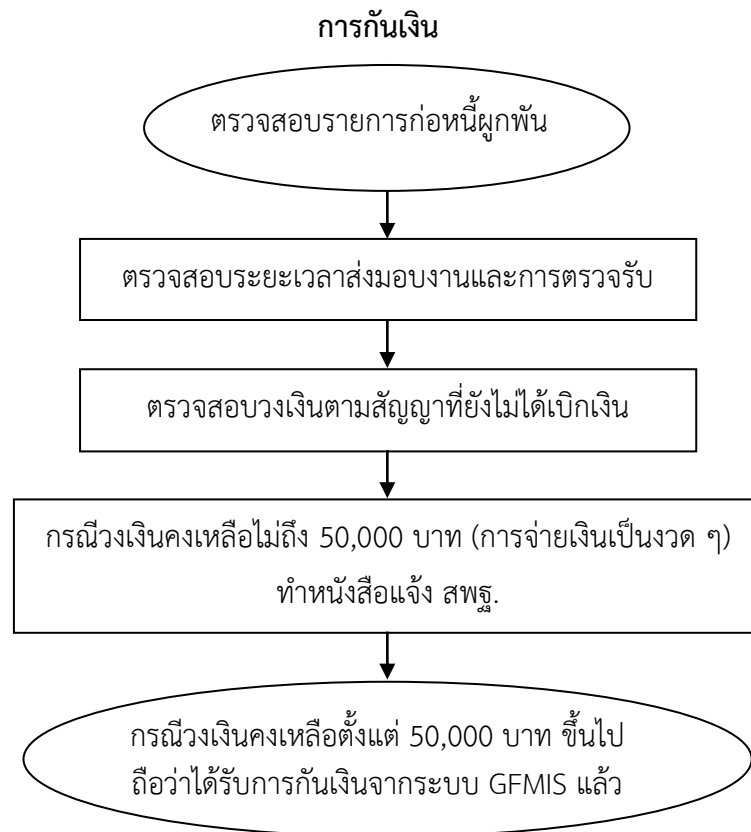 การกันเงิน
ตรวจสอบรายการก่อหนี้ผูกพัน
ตรวจสอบระยะเวลาส่งมอบงานและการตรวจรับ
ตรวจสอบวงเงินตามสัญญาที่ยังไม่ได้เบิกเงิน
กรณีวงเงินคงเหลือไม่ถึง 50,000 บาท (การจ่ายเงินเป็นงวด ๆ)
ทำหนังสือแจ้ง สพฐ.
กรณีวงเงินคงเหลือตั้งแต่ 50,000 บาท ขึ้นไป
ถือว่าได้รับการกันเงินจากระบบ GFMIS แล้ว